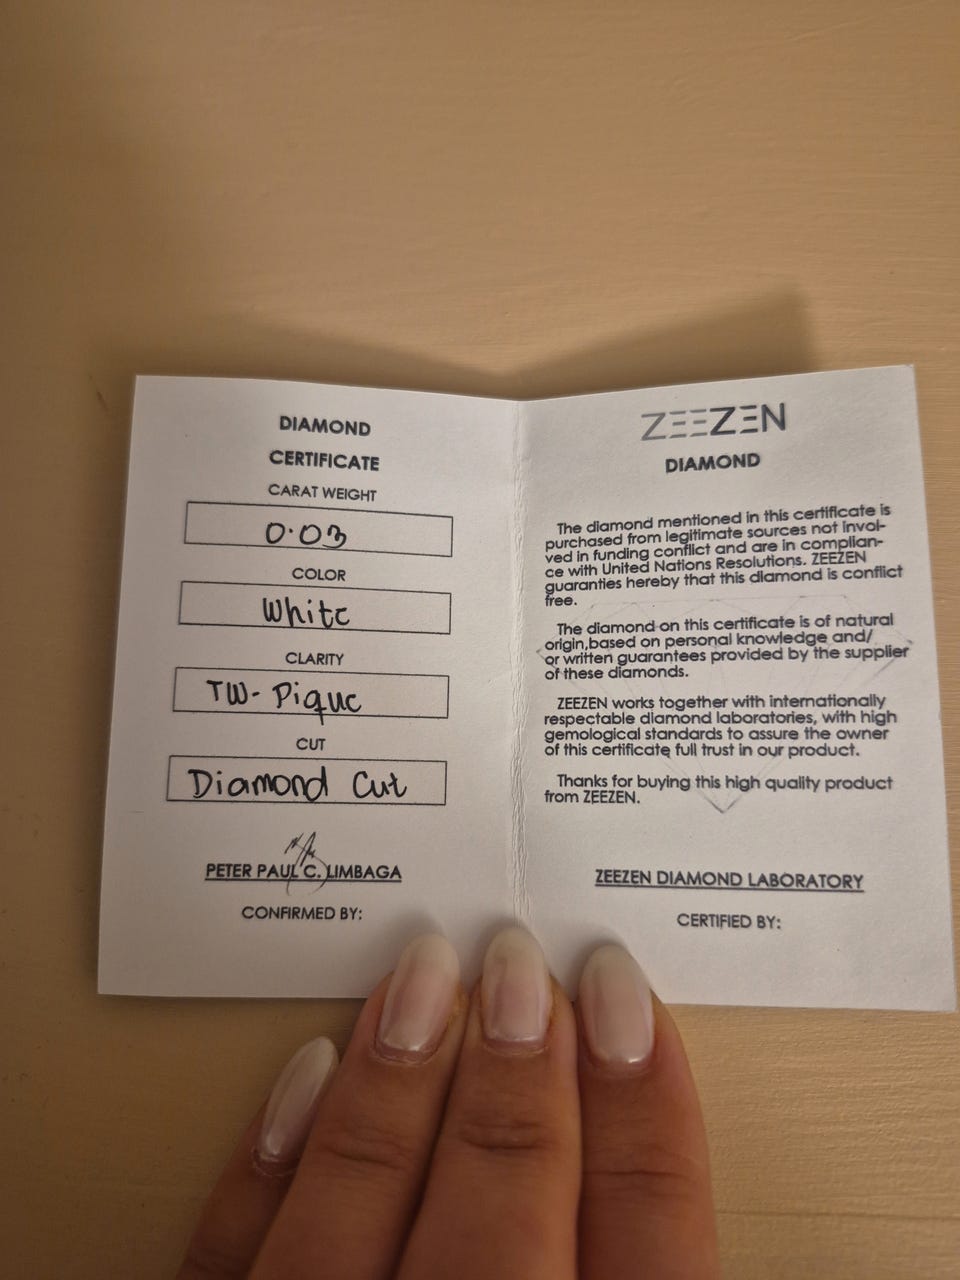 DIAMOND
CERTIFICATE
CARAT WEIGHT
0.03
COLOR
White
CLARITY
TW- Pique
CUT
Diamond Cut
PETER PAUL C. LIMBAGA
CONFIRMED BY:
ZEEZEN
DIAMOND
The diamond mentioned in this certificate is
purchased from legitimate sources not invol-
ved in funding conflict and are in complian-
ce with United Nations Resolutions. ZEEZEN
guaranties hereby that this diamond is conflict
free.
The diamond on this certificate is of natural
origin,based on personal knowledge and/
or written guarantees provided by the supplier
of these diamonds.
ZEEZEN works together with internationally
respectable diamond laboratories, with high
gemological standards to assure the owner
of this certificate full trust in our product.
Thanks for buying this high quality product
from ZEEZEN.
ZEEZEN DIAMOND LABORATORY
CERTIFIED BY: